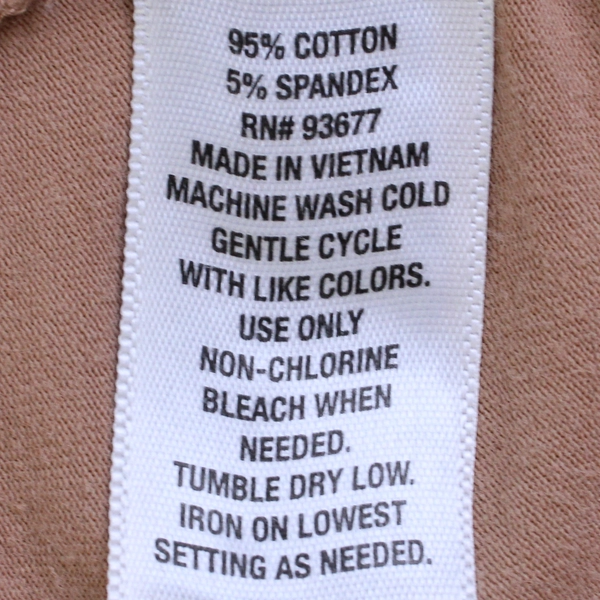 95% COTTON
5% SPANDEX
RN# 93677
MADE IN VIETNAM
MACHINE WASH COLD
GENTLE CYCLE
WITH LIKE COLORS.
USE ONLY
NON-CHLORINE
BLEACH WHEN
NEEDED.
TUMBLE DRY LOW.
IRON ON LOWEST
SETTING AS NEEDED.